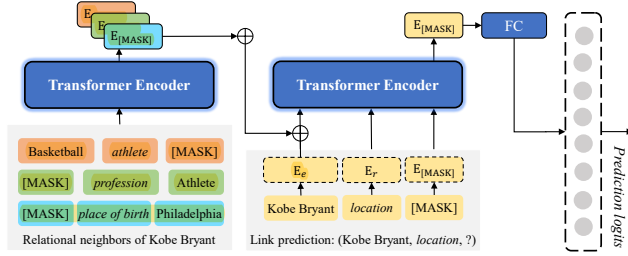 E
E
E[MASK]
Transformer Encoder
Basketball athlete [MASK]
[MASK] profession Athlete
[MASK] place of birth Philadelphia
Relational neighbors of Kobe Bryant
E[MASK]
FC
Transformer Encoder
Ee Er E[MASK]
Kobe Bryant location [MASK]
Link prediction: (Kobe Bryant, location, ?)
Prediction logits